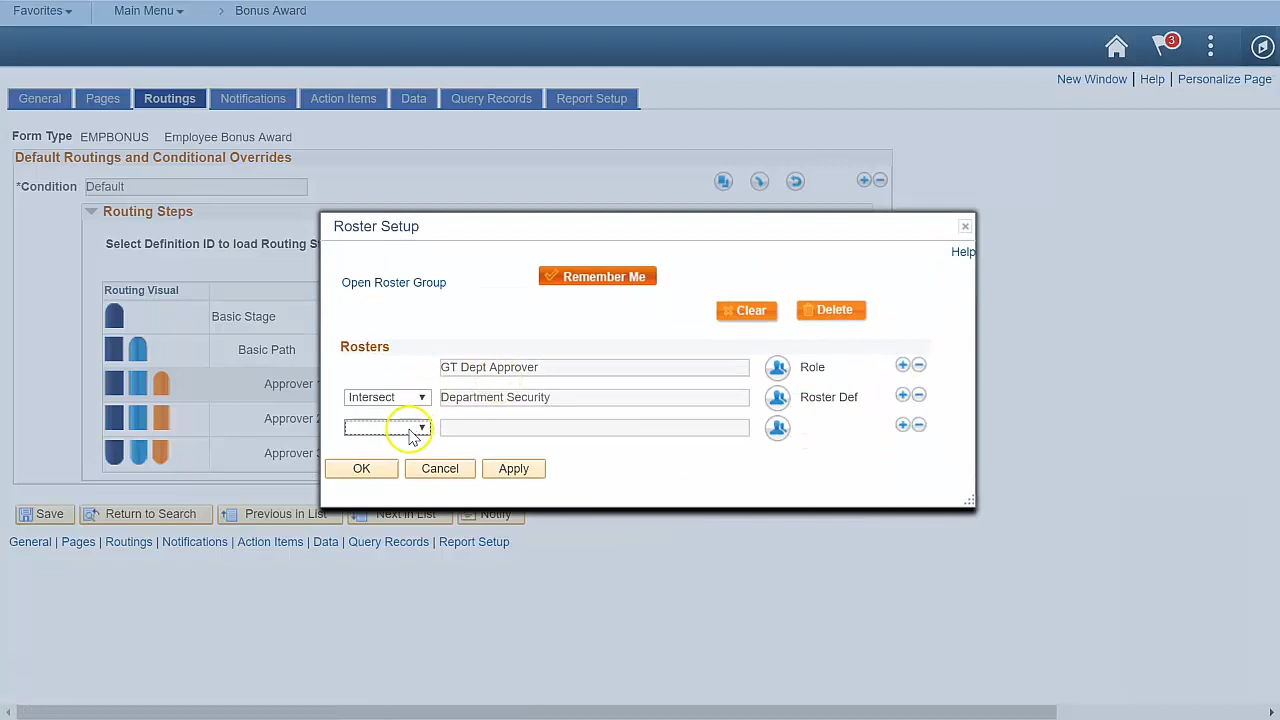 Favorites Main Menu > Bonus Award
3
New Window | Help | Personalize Page
General Pages Routings Notifications Action Items Data Query Records Report Setup
Form Type EMPBONUS Employee Bonus Award
Default Routings and Conditional Overrides
*Condition Default
Routing Steps
Select Definition ID to load Routing S
Routing Visual
Basic Stage
Basic Path
Approver 1
Approver 2
Approver 3
Roster Setup
Help
Open Roster Group Remember Me
Clear Delete
Rosters
GT Dept Approver Role
Intersect Department Security Roster Def
OK Cancel Apply
Save Return to Search Previous in List Next in List Notify
General | Pages | Routings | Notifications | Action Items | Data | Query Records | Report Setup